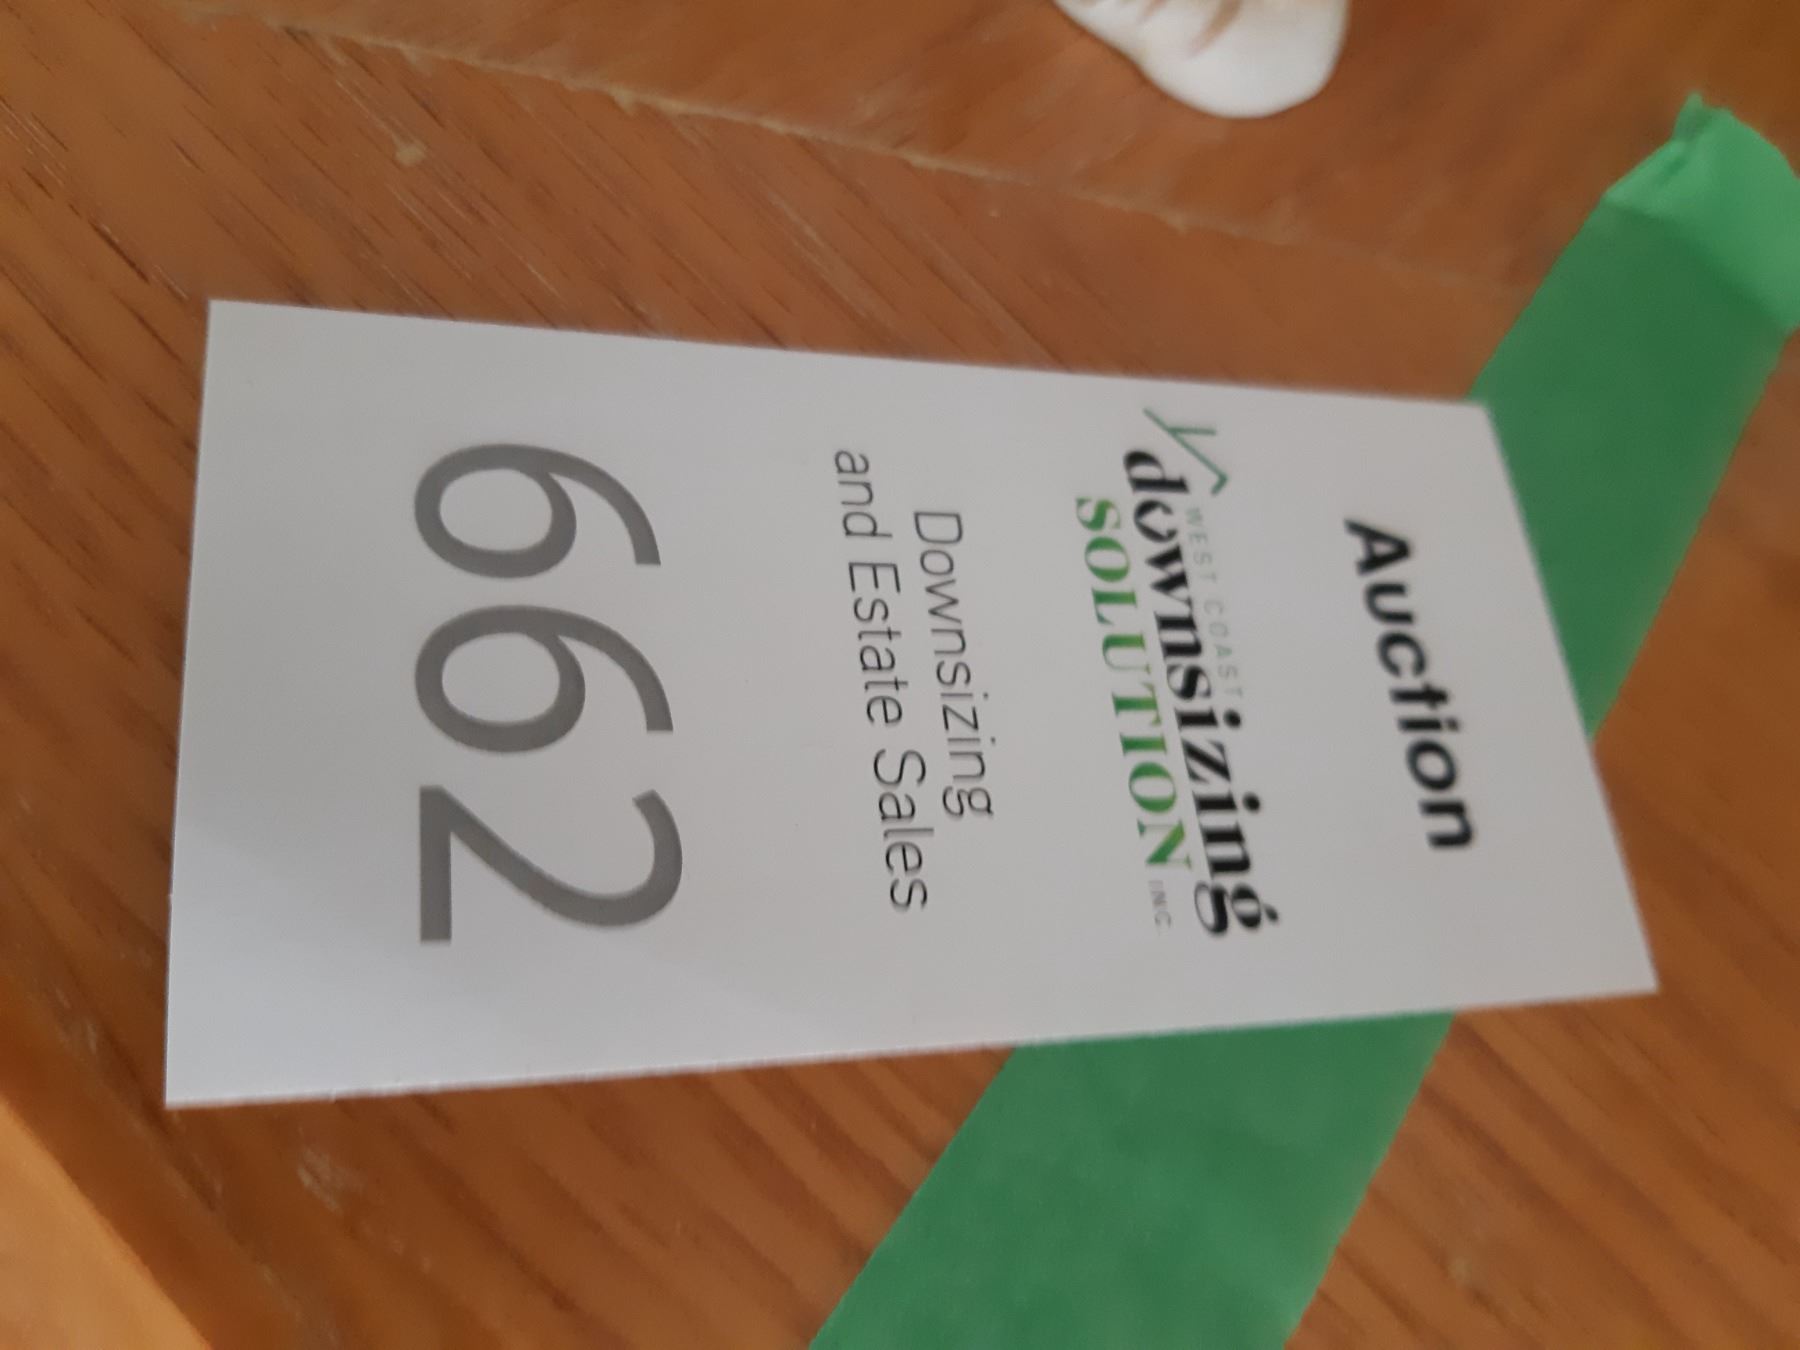 Auction
WEST COAST
downsizing
SOLUTION INC.
Downsizing
and Estate Sales
662